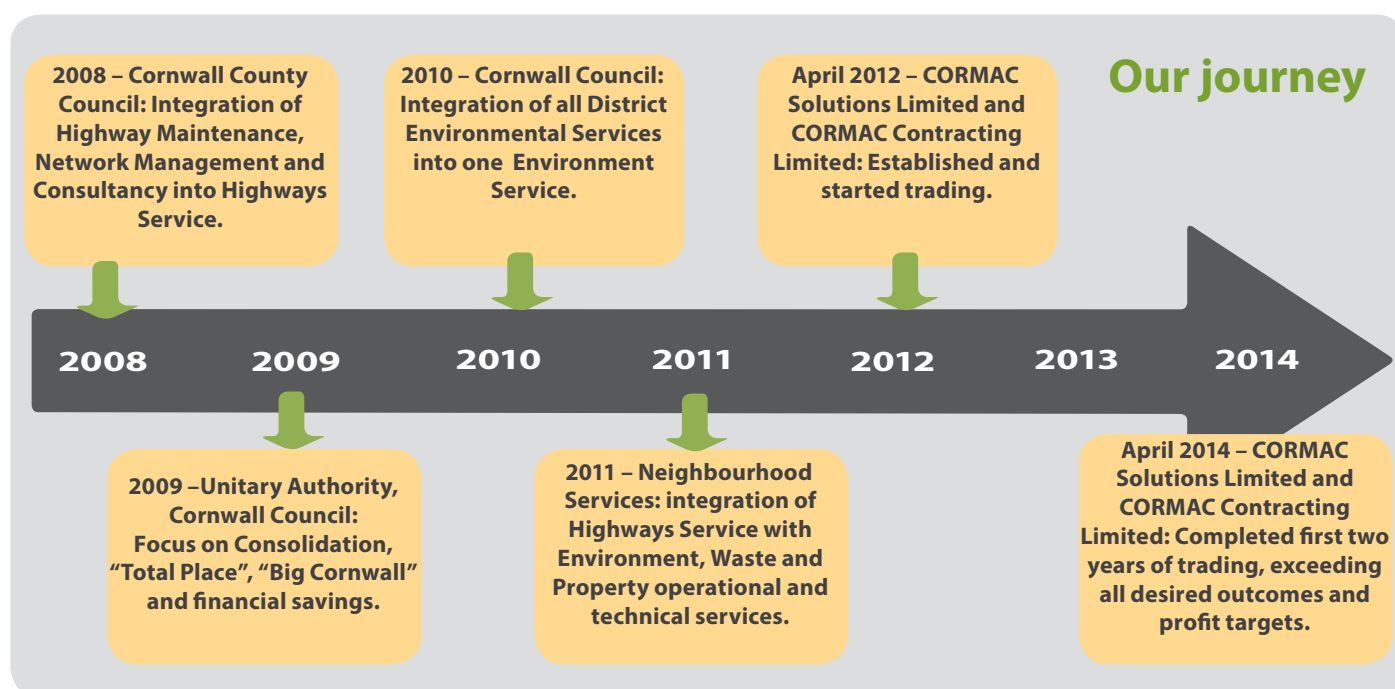 Our journey
2008 – Cornwall County
Council: Integration of
Highway Maintenance,
Network Management and
Consultancy into Highways
Service.
2010 – Cornwall Council:
Integration of all District
Environmental Services
into one Environment
Service.
April 2012 – CORMAC
Solutions Limited and
CORMAC Contracting
Limited: Established and
started trading.
2008 2009 2010 2011 2012 2013 2014
2009 –Unitary Authority,
Cornwall Council:
Focus on Consolidation,
“Total Place”, “Big Cornwall”
and financial savings.
2011 – Neighbourhood
Services: integration of
Highways Service with
Environment, Waste and
Property operational and
technical services.
April 2014 – CORMAC
Solutions Limited and
CORMAC Contracting
Limited: Completed first two
years of trading, exceeding
all desired outcomes and
profit targets.